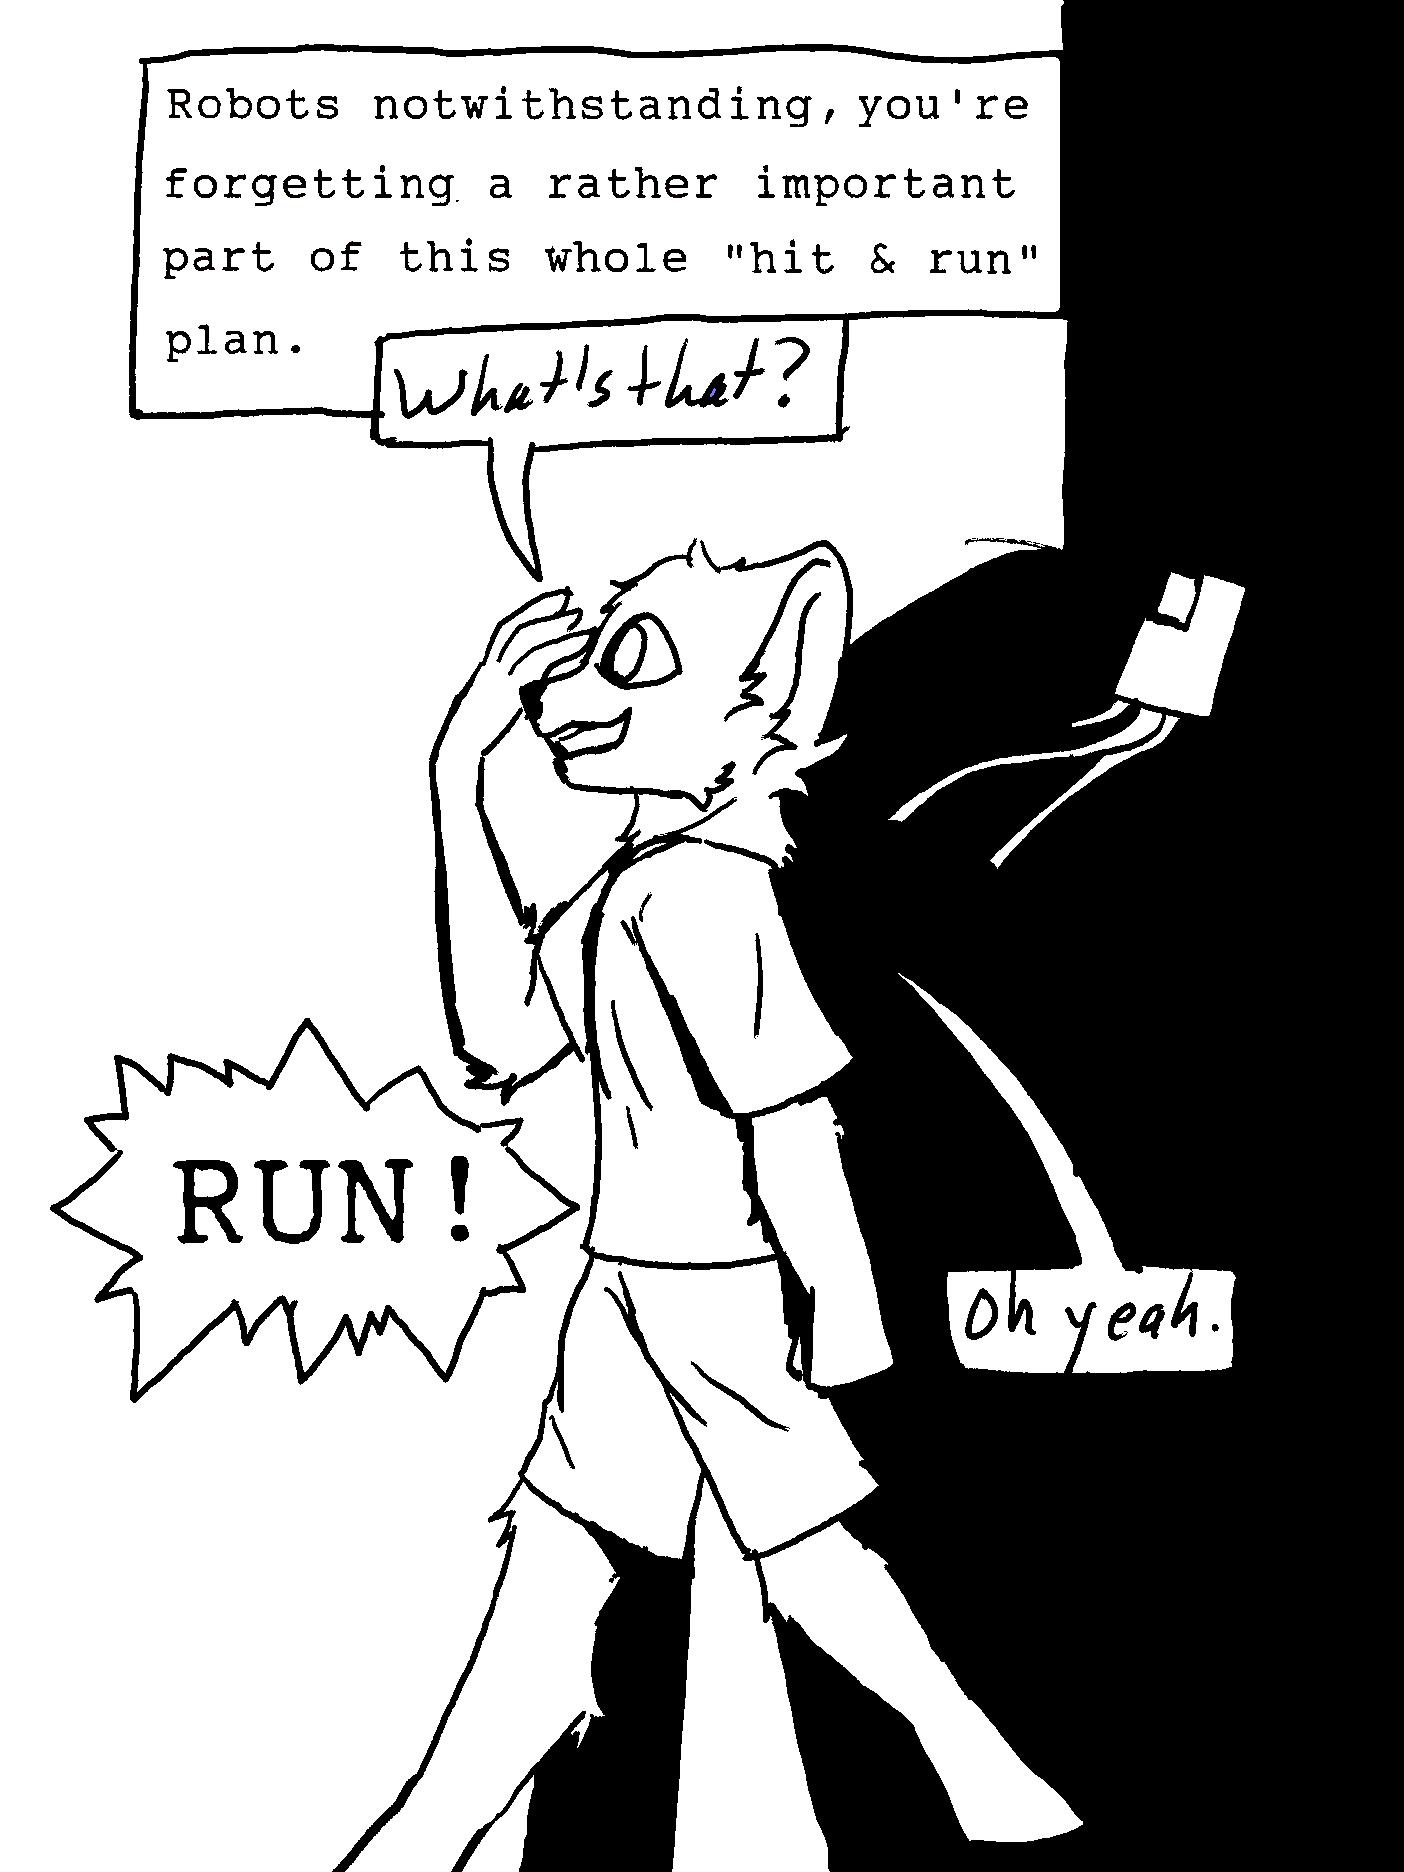 Robots notwithstanding, you're
forgetting a rather important
part of this whole "hit & run"
plan.
What's that?
RUN!
Oh yeah.